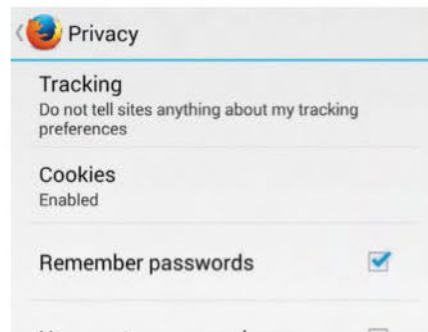 Privacy
Tracking
Do not tell sites anything about my tracking
preferences
Cookies
Enabled
Remember passwords